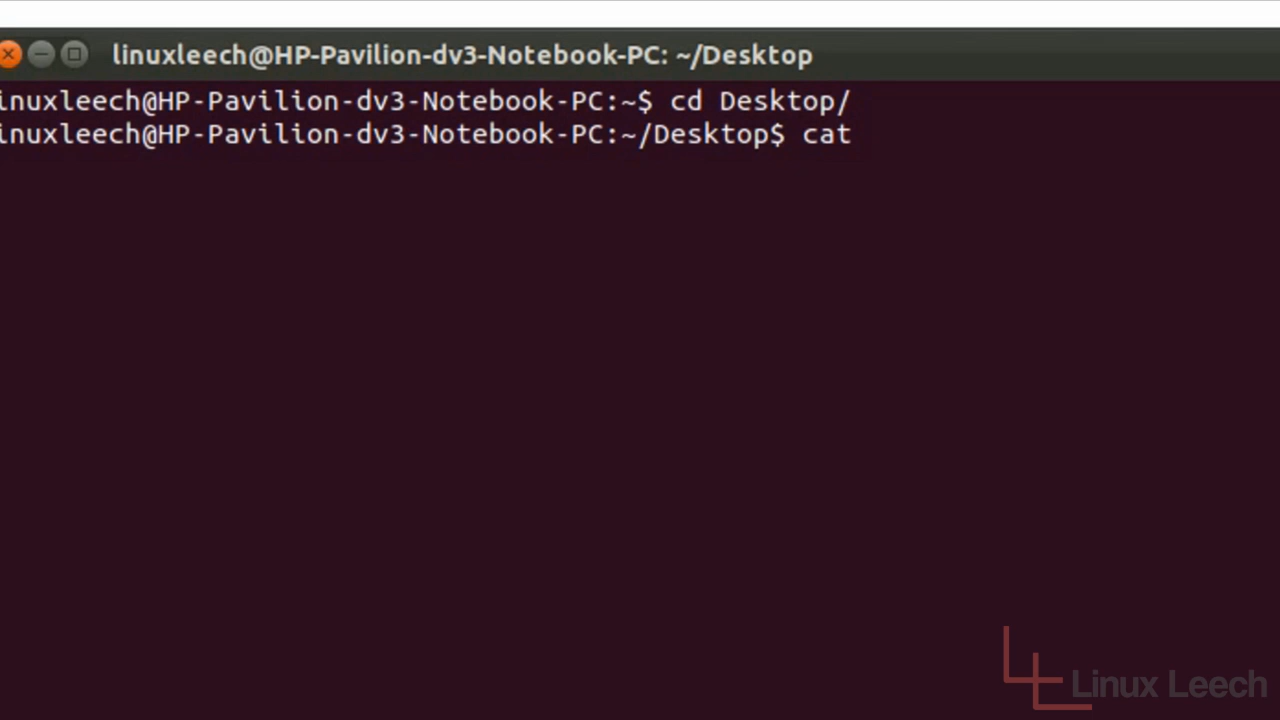 linuxleech@HP-Pavilion-dv3-Notebook-PC: ~/Desktop
inuxleech@HP-Pavilion-dv3-Notebook-PC:~$ cd Desktop/
inuxleech@HP-Pavilion-dv3-Notebook-PC:~/Desktop$ cat
Linux Leech